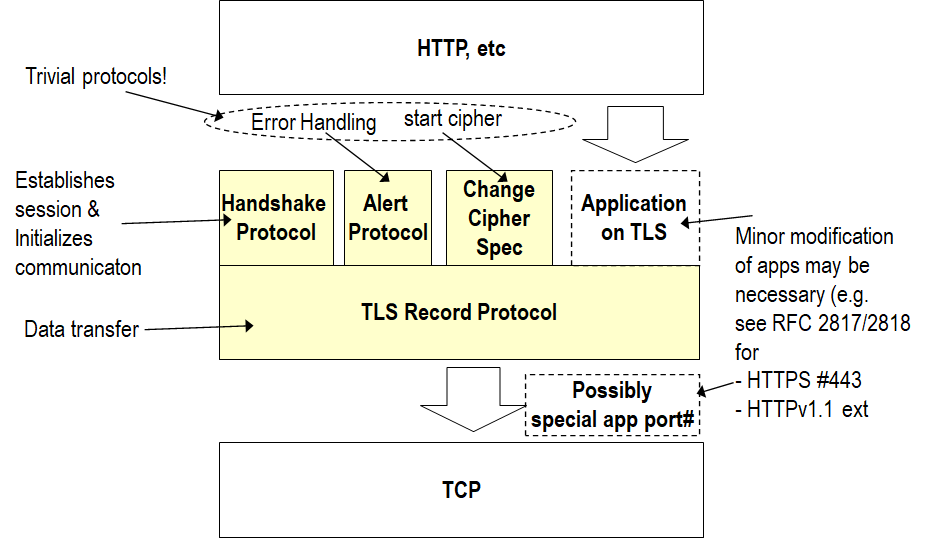 HTTP, etc
Trivial protocols!
Error Handling
start cipher
Establishes
session &
Initializes
communicaton
Handshake
Protocol
Alert
Protocol
Change
Cipher
Spec
Application
on TLS
Minor modification
of apps may be
necessary (e.g.
see RFC 2817/2818
for
- HTTPS #443
- HTTPv1.1 ext
Data transfer
TLS Record Protocol
Possibly
special app port#
TCP